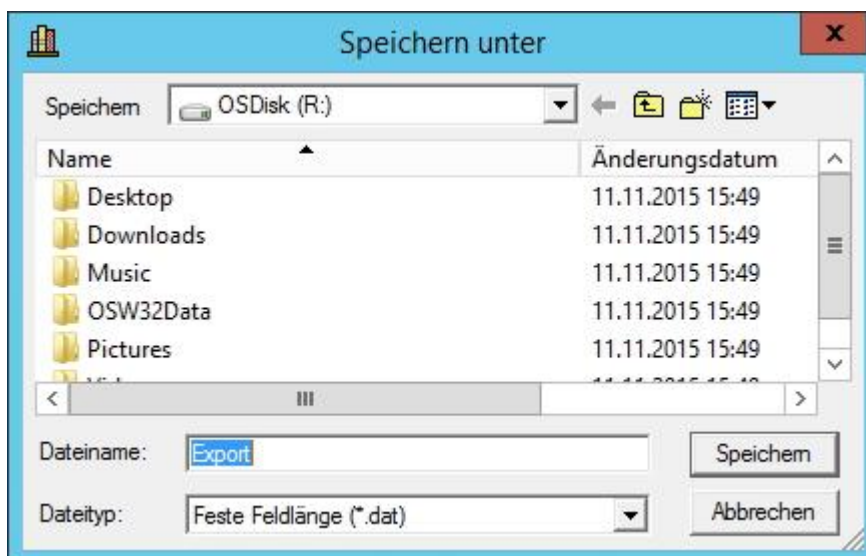 Speichern unter
Speichern OSDisk (R:)
Name Änderungsdatum
Desktop 11.11.2015 15:49
Downloads 11.11.2015 15:49
Music 11.11.2015 15:49
OSW32Data 11.11.2015 15:49
Pictures 11.11.2015 15:49
Dateiname: Export Speichern
Dateityp: Feste Feldlänge (*.dat) Abbrechen